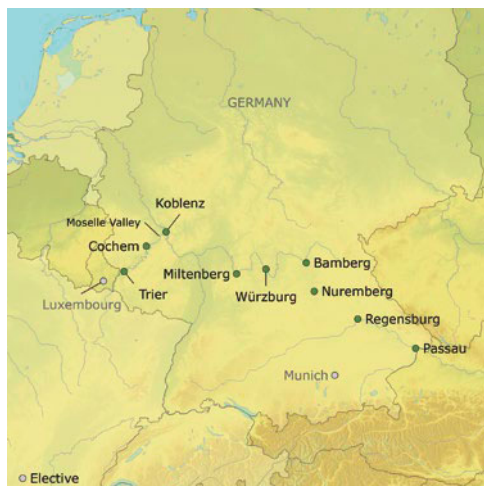 GERMANY
Koblenz
Moselle Valley
Cochem
Bamberg
Miltenberg
Würzburg
Trier
Luxembourg
Nuremberg
Regensburg
Passau
Munich
Elective